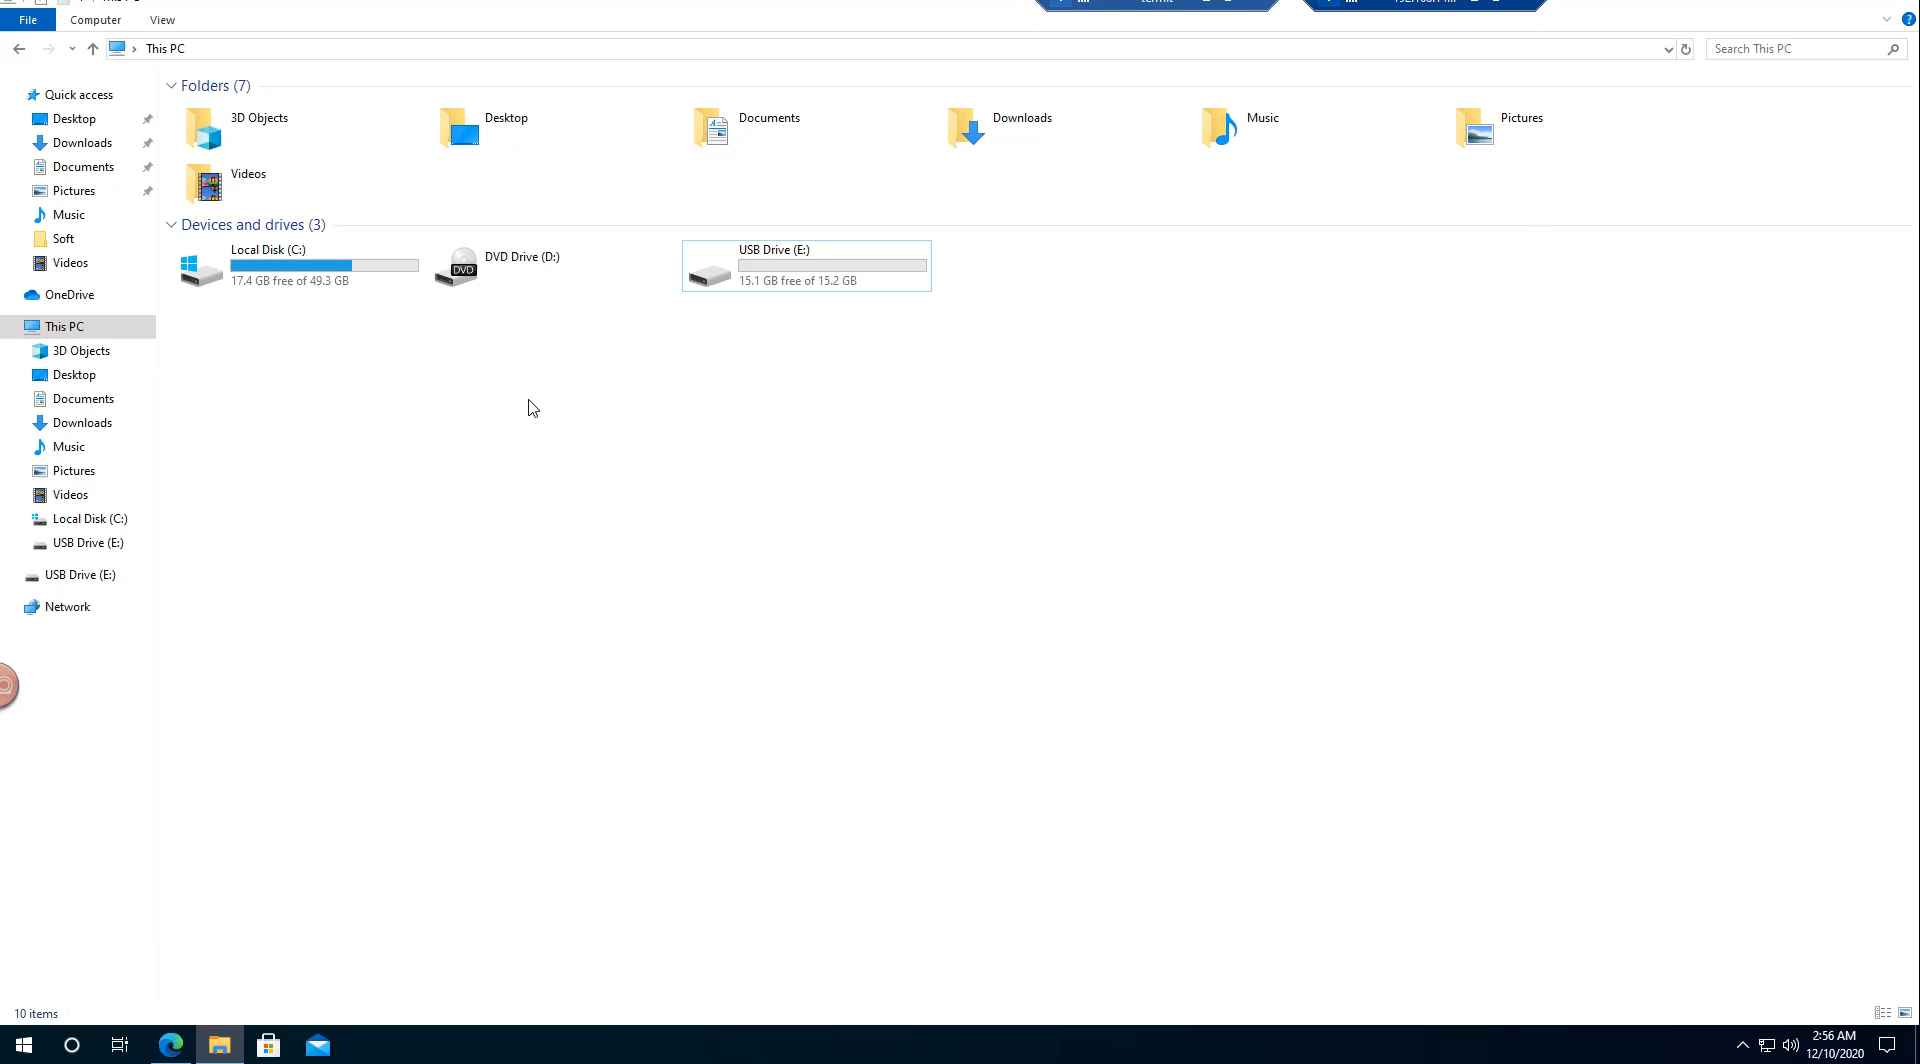 File Computer View
This PC
Search This PC
Quick access
Desktop
Downloads
Documents
Pictures
Music
Soft
Videos
OneDrive
This PC
3D Objects
Desktop
Documents
Downloads
Music
Pictures
Videos
Local Disk (C:)
USB Drive (E:)
USB Drive (E:)
Network
Folders (7)
3D Objects
Desktop
Documents
Downloads
Music
Pictures
Videos
Devices and drives (3)
Local Disk (C:)
17.4 GB free of 49.3 GB
DVD
DVD Drive (D:)
USB Drive (E:)
15.1 GB free of 15.2 GB
10 items
2:56 AM
12/10/2020